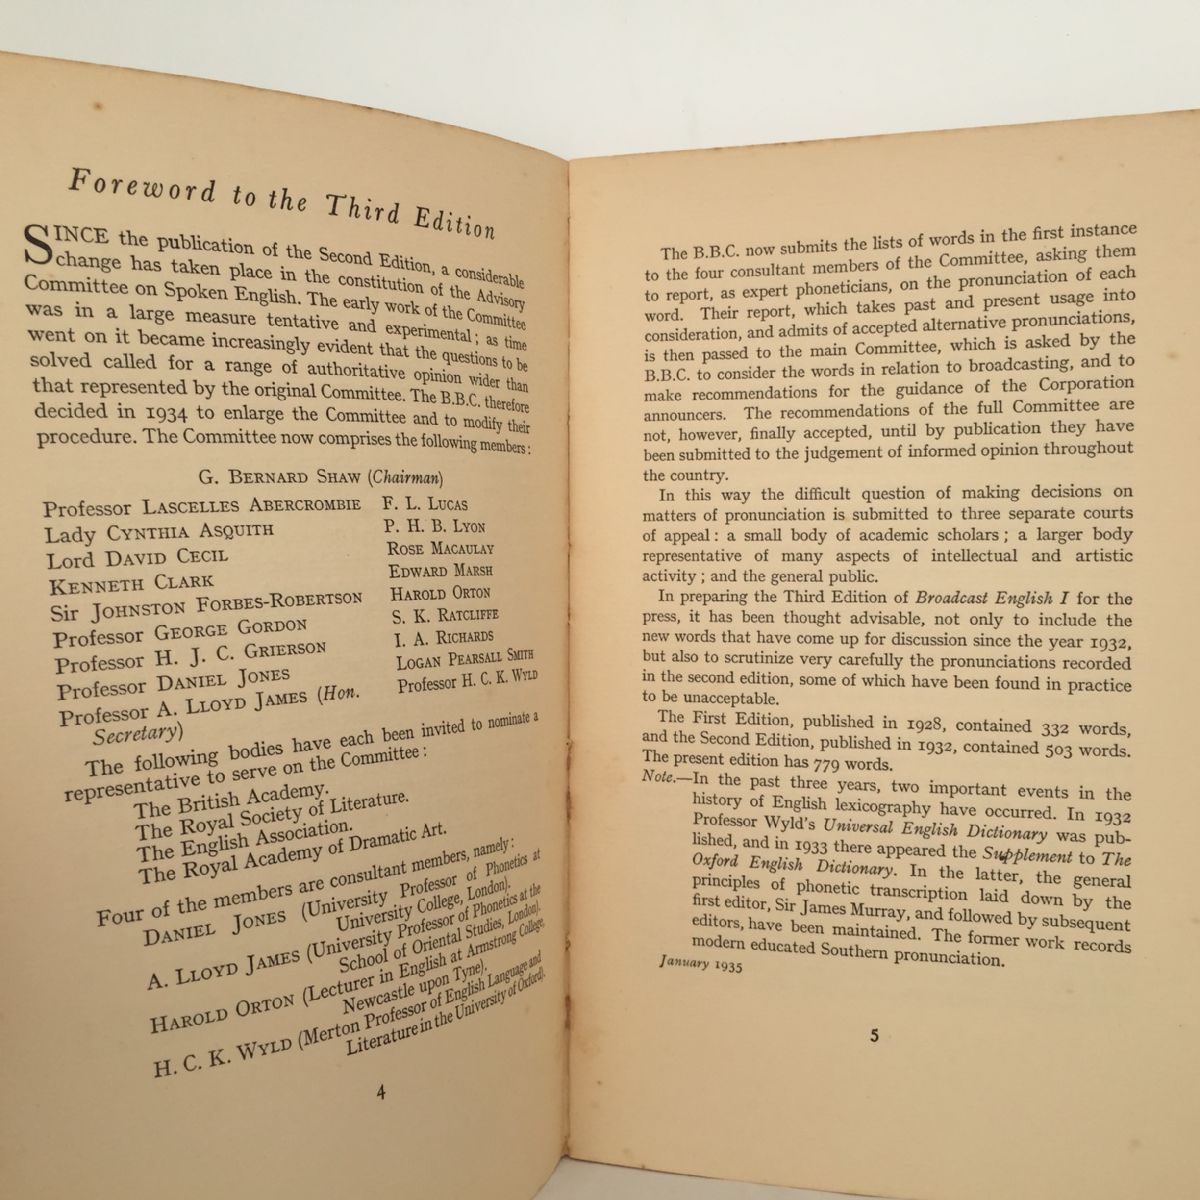 Foreword to the Third Edition
SINCE the publication of the Second Edition, a considerable
change has taken place in the constitution of the Advisory
Committee on Spoken English. The early work of the Committee
was in a large measure tentative and experimental; as time
went on it became increasingly evident that the questions to be
solved called for a range of authoritative opinion wider than
that represented by the original Committee. The B.B.C. therefore
decided in 1934 to enlarge the Committee and to modify their
procedure. The Committee now comprises the following members:
G. BERNARD SHAW (Chairman)
Professor LASCELLES ABERCROMBIE
Lady CYNTHIA ASQUITH
Lord DAVID CECIL
KENNETH CLARK
Sir JOHNSTON FORBES-ROBERTSON
Professor GEORGE GORDON
Professor H. J. C. GRIERSON
Professor DANIEL JONES
Professor A. LLOYD JAMES (Hon.
Secretary)
F. L. LUCAS
P. H. B. LYON
ROSE MACAULAY
EDWARD MARSH
HAROLD ORTON
S. K. RATCLIFFE
I. A. RICHARDS
LOGAN PEARSALL SMITH
Professor H. C. K. WYLD
The following bodies have each been invited to nominate a
representative to serve on the Committee:
The British Academy.
The Royal Society of Literature.
The English Association.
The Royal Academy of Dramatic Art.
Four of the members are consultant members, namely:
DANIEL JONES (University Professor of Phonetics at
University College, London).
A. LLOYD JAMES (University Professor of Phonetics at the
School of Oriental Studies, London).
HAROLD ORTON (Lecturer in English at Armstrong College,
Newcastle upon Tyne).
H. C. K. WYLD (Merton Professor of English Language and
Literature in the University of Oxford).
4
The B.B.C. now submits the lists of words in the first instance
to the four consultant members of the Committee, asking them
to report, as expert phoneticians, on the pronunciation of each
word. Their report, which takes past and present usage into
consideration, and admits of accepted alternative pronunciations,
is then passed to the main Committee, which is asked by the
B.B.C. to consider the words in relation to broadcasting, and to
make recommendations for the guidance of the Corporation
announcers. The recommendations of the full Committee are
not, however, finally accepted, until by publication they have
been submitted to the judgement of informed opinion throughout
the country.
In this way the difficult question of making decisions on
matters of pronunciation is submitted to three separate courts
of appeal: a small body of academic scholars; a larger body
representative of many aspects of intellectual and artistic
activity; and the general public.
In preparing the Third Edition of Broadcast English I for the
press, it has been thought advisable, not only to include the
new words that have come up for discussion since the year 1932,
but also to scrutinize very carefully the pronunciations recorded
in the second edition, some of which have been found in practice
to be unacceptable.
The First Edition, published in 1928, contained 332 words,
and the Second Edition, published in 1932, contained 503 words.
The present edition has 779 words.
Note.—In the past three years, two important events in the
history of English lexicography have occurred. In 1932
Professor Wyld's Universal English Dictionary was pub-
lished, and in 1933 there appeared the Supplement to The
Oxford English Dictionary. In the latter, the general
principles of phonetic transcription laid down by the
first editor, Sir James Murray, and followed by subsequent
editors, have been maintained. The former work records
modern educated Southern pronunciation.
January 1935
5